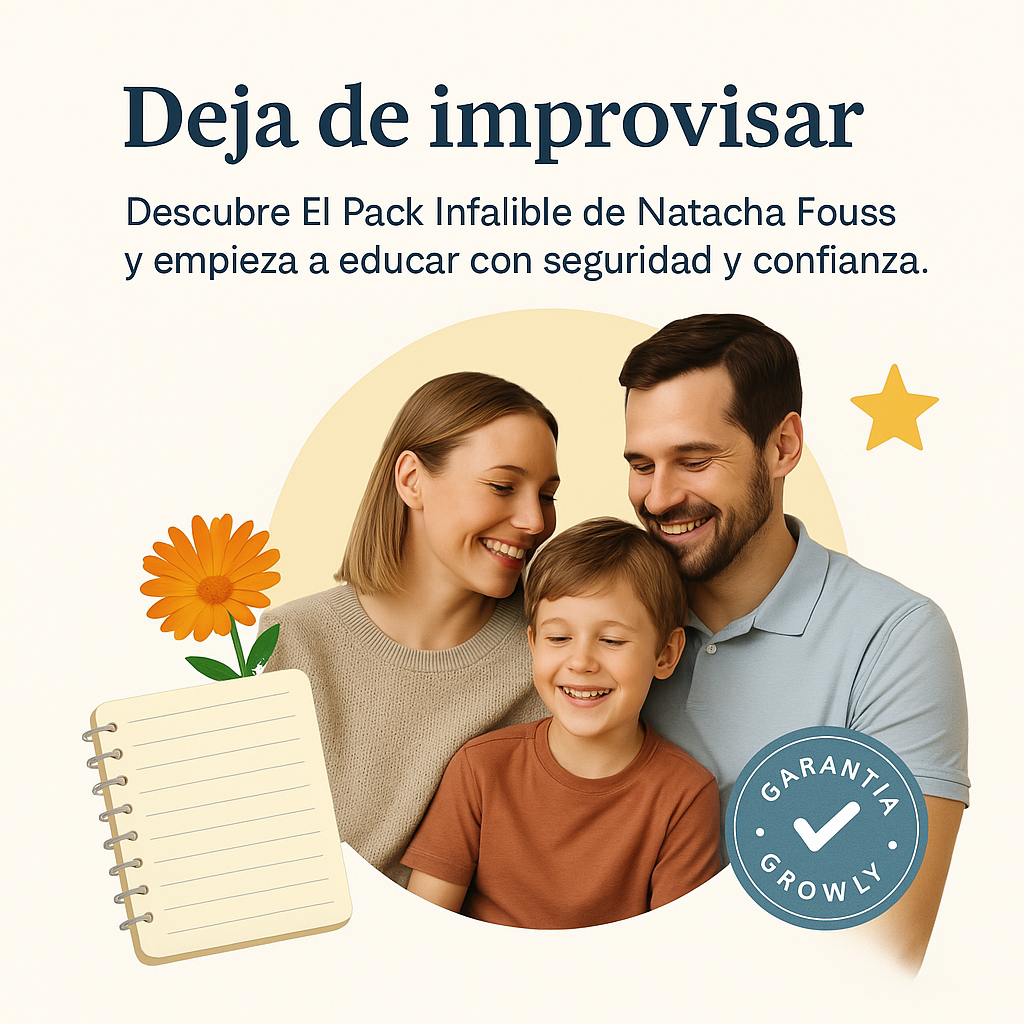 Deja de improvisar
Descubre El Pack Infalible de Natacha Fouss
y empieza a educar con seguridad y confianza.
GARANTIA
GROWLY